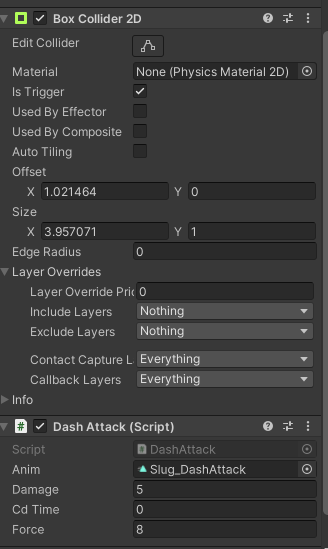 Box Collider 2D
Edit Collider
Material None (Physics Material 2D)
Is Trigger
Used By Effector
Used By Composite
Auto Tiling
Offset
X 1.021464 Y 0
Size
X 3.957071 Y 1
Edge Radius 0
Layer Overrides
Layer Override Pric 0
Include Layers Nothing
Exclude Layers Nothing
Contact Capture L Everything
Callback Layers Everything
Info
# Dash Attack (Script)
Script # DashAttack
Anim Slug_DashAttack
Damage 5
Cd Time 0
Force 8